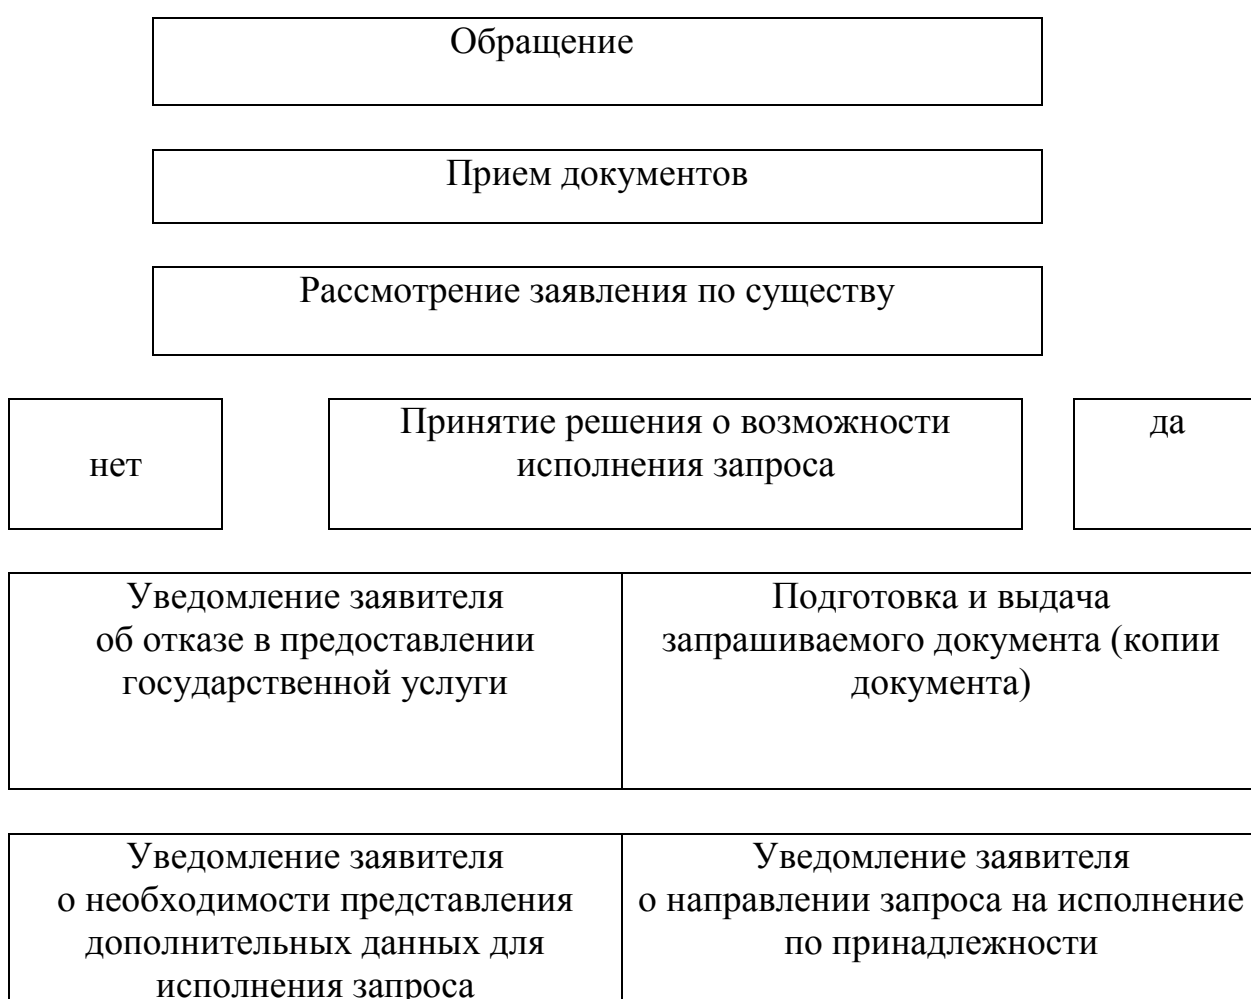 Обращение
Прием документов
Рассмотрение заявления по существу
нет
Принятие решения о возможности
исполнения запроса
да
Уведомление заявителя
об отказе в предоставлении
государственной услуги
Подготовка и выдача
запрашиваемого документа (копии
документа)
Уведомление заявителя
о необходимости представления
дополнительных данных для
исполнения запроса
Уведомление заявителя
о направлении запроса на исполнение
по принадлежности